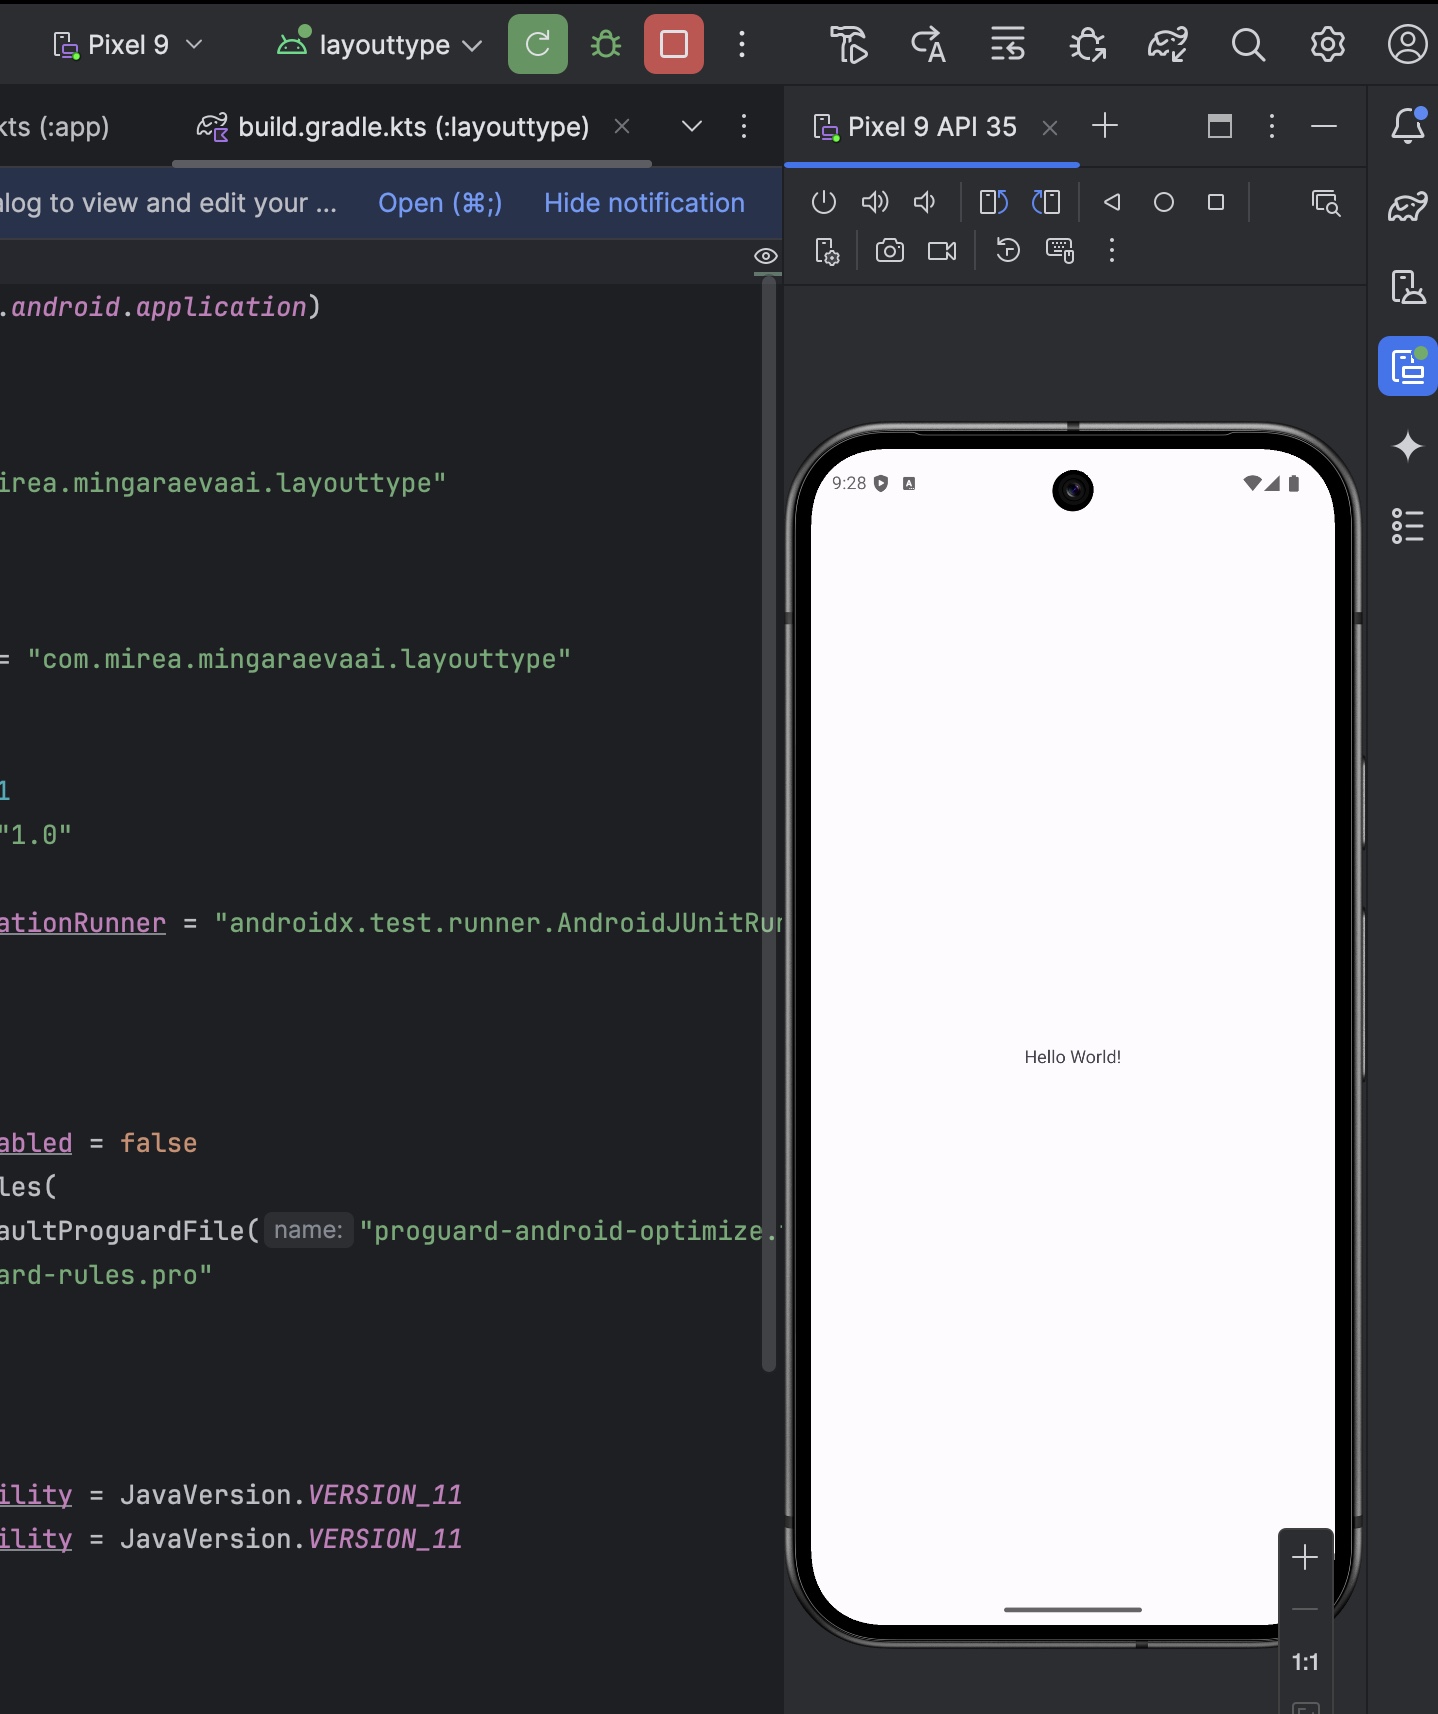 Pixel 9
layouttype
kts (:app)
build.gradle.kts (:layouttype)
Pixel 9 API 35
alog to view and edit your ...
Open (⌘;)
Hide notification
.android.application)
irea.mingaraevaai.layouttype"
= "com.mirea.mingaraevaai.layouttype"
1
"1.0"
ationRunner = "androidx.test.runner.AndroidJUnitRun
abled = false
les(
aultProguardFile( name: "proguard-android-optimize.
ard-rules.pro"
ility = JavaVersion.VERSION_11
ility = JavaVersion.VERSION_11
9:28
A
Hello World!
1:1